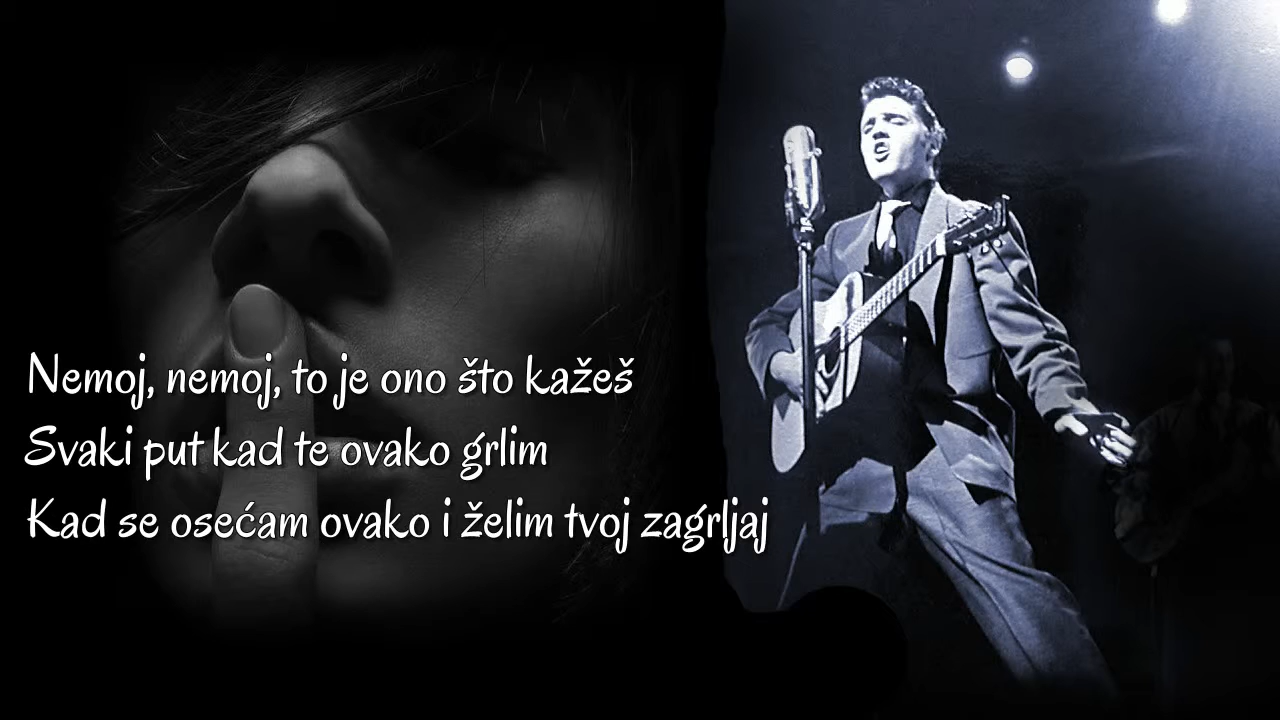 Nemoj, nemoj, to je ono što kažeš
Svaki put kad te ovako grlim
Kad se osećam ovako i želim tvoj zagrljaj